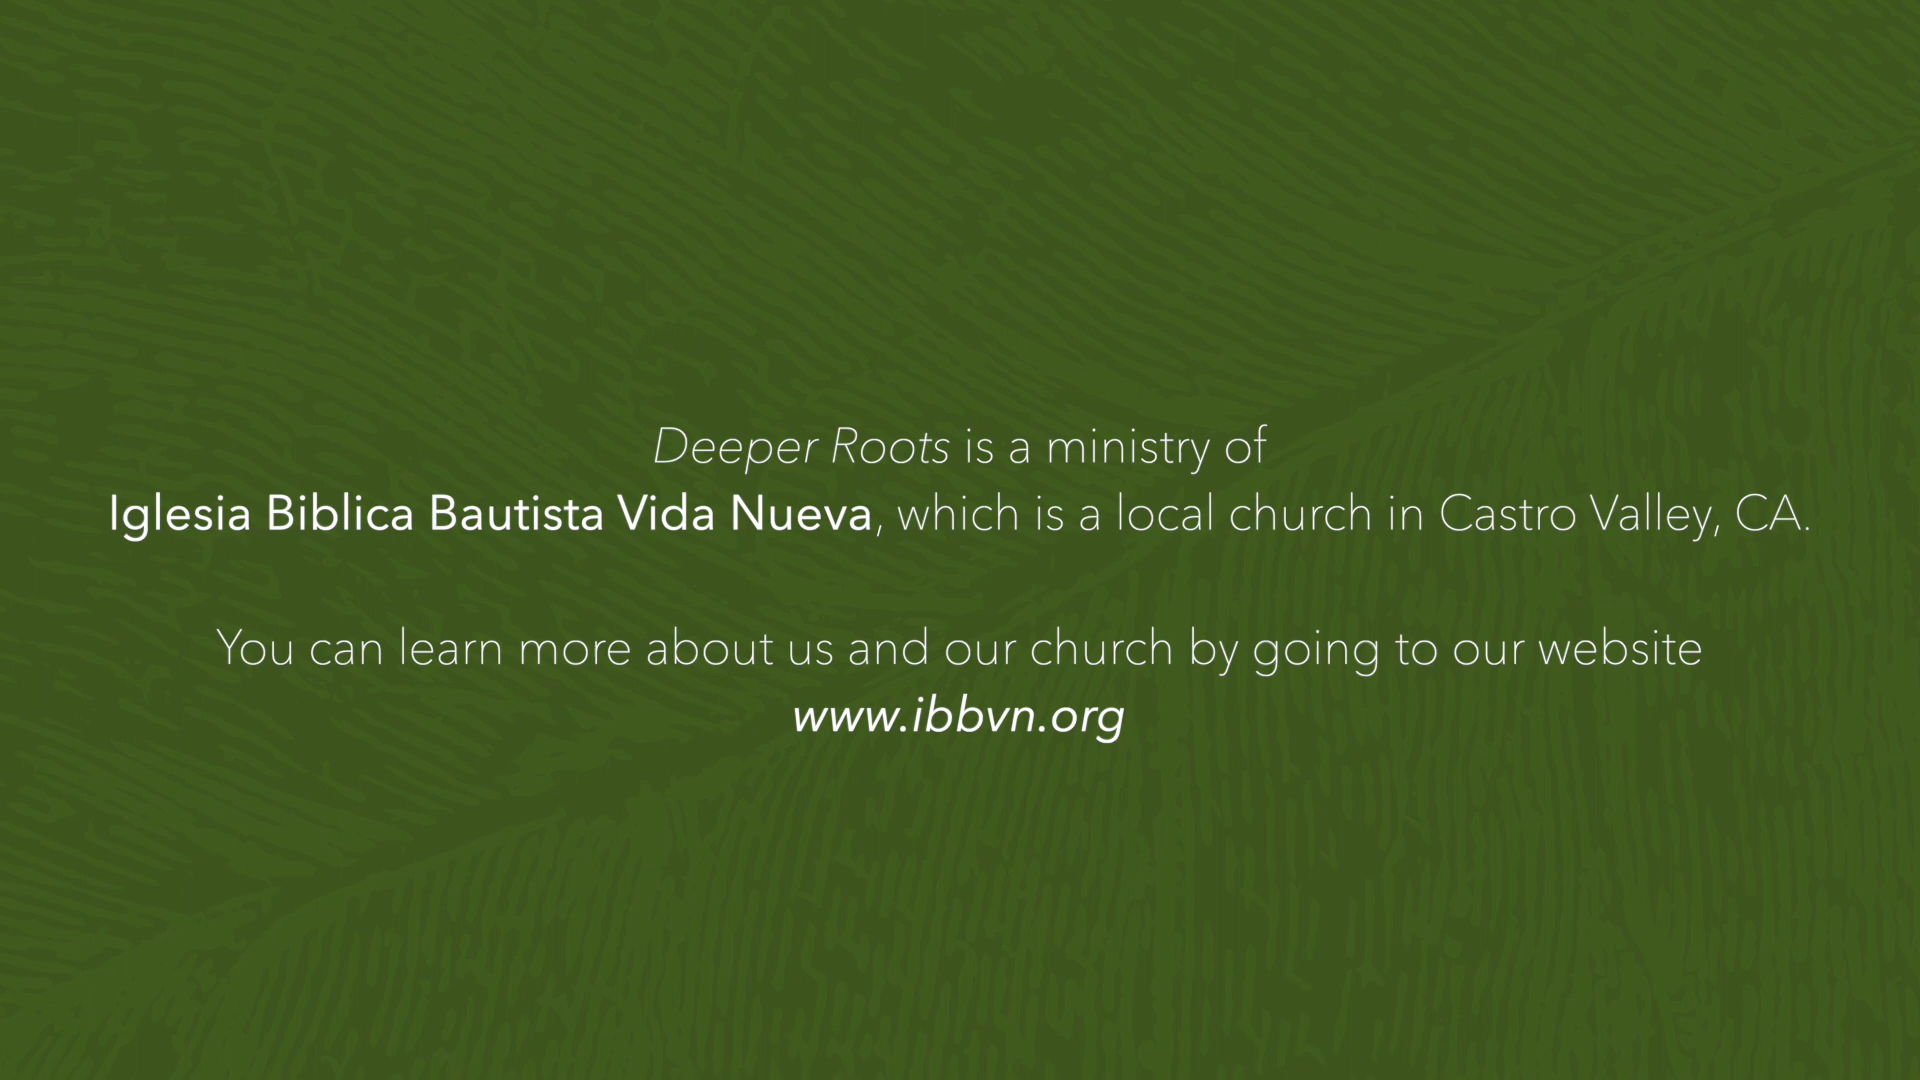 Deeper Roots is a ministry of
Iglesia Biblica Bautista Vida Nueva, which is a local church in Castro Valley, CA.
You can learn more about us and our church by going to our website
www.ibbvn.org